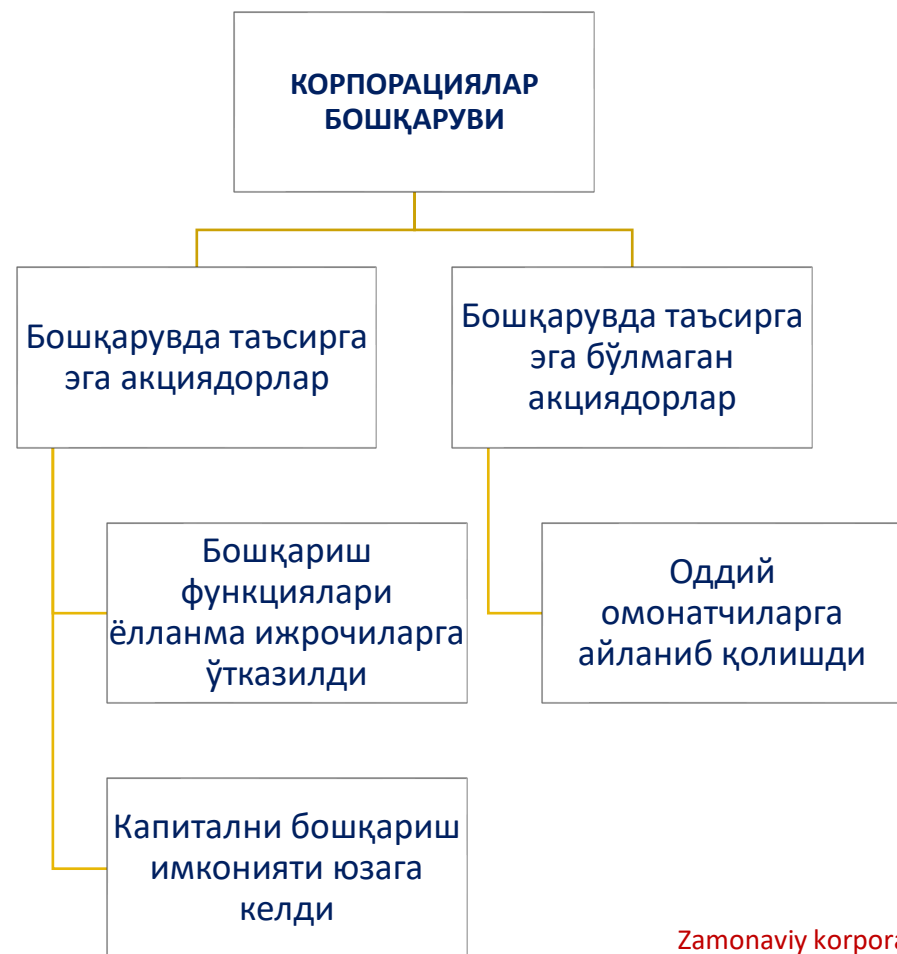 КОРПОРАЦИЯЛАР
БОШҚАРУВИ
Бошқарувда таъсирга
эга акциядорлар
Бошқарувда таъсирга
эга бўлмаган
акциядорлар
Бошқариш
функциялари
ёлланма ижрочиларга
ўтказилди
Оддий
омонатчиларга
айланиб қолишди
Капитални бошқариш
имконияти юзага
келди
Zamonaviy korpora